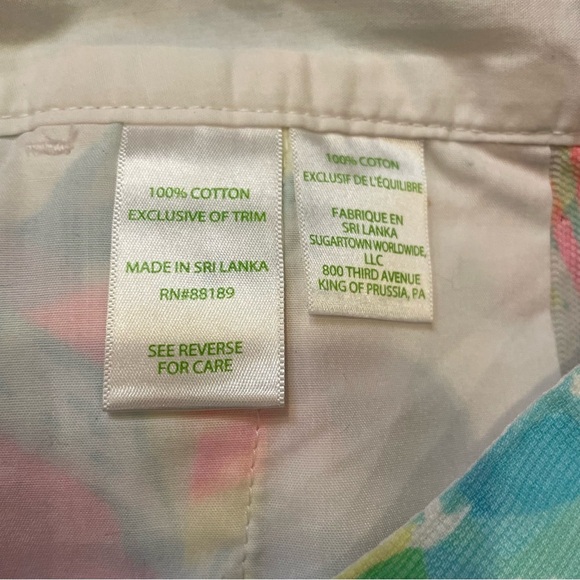 100% COTTON
EXCLUSIVE OF TRIM
MADE IN SRI LANKA
RN#88189
SEE REVERSE
FOR CARE
100% COTON
EXCLUSIF DE L'ÉQUILIBRE
FABRIQUE EN
SRI LANKA
SUGARTOWN WORLDWIDE,
LLC
800 THIRD AVENUE
KING OF PRUSSIA, PA